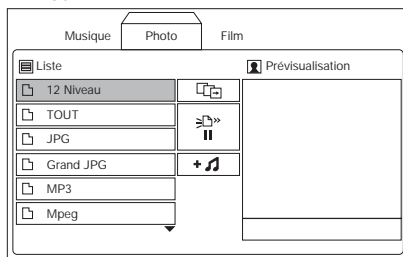 Musique Photo Film
Liste Prévisualisation
12 Niveau
TOUT
JPG
Grand JPG
MP3
Mpeg